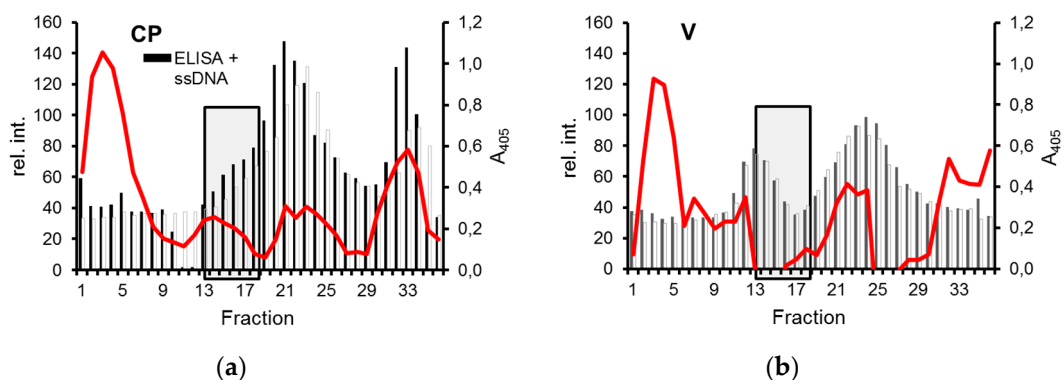 160
140
120
100
80
60
40
20
0
rel. int.
CP
ELISA +
ssDNA
1,2
1,0
0,8
0,6
0,4
0,2
0,0
A405
1 5 9 13 17 21 25 29 33
Fraction
(a)
160
140
120
100
80
60
40
20
0
rel. int.
V
1,2
1,0
0,8
0,6
0,4
0,2
0,0
A405
1 5 9 13 17 21 25 29 33
Fraction
(b)